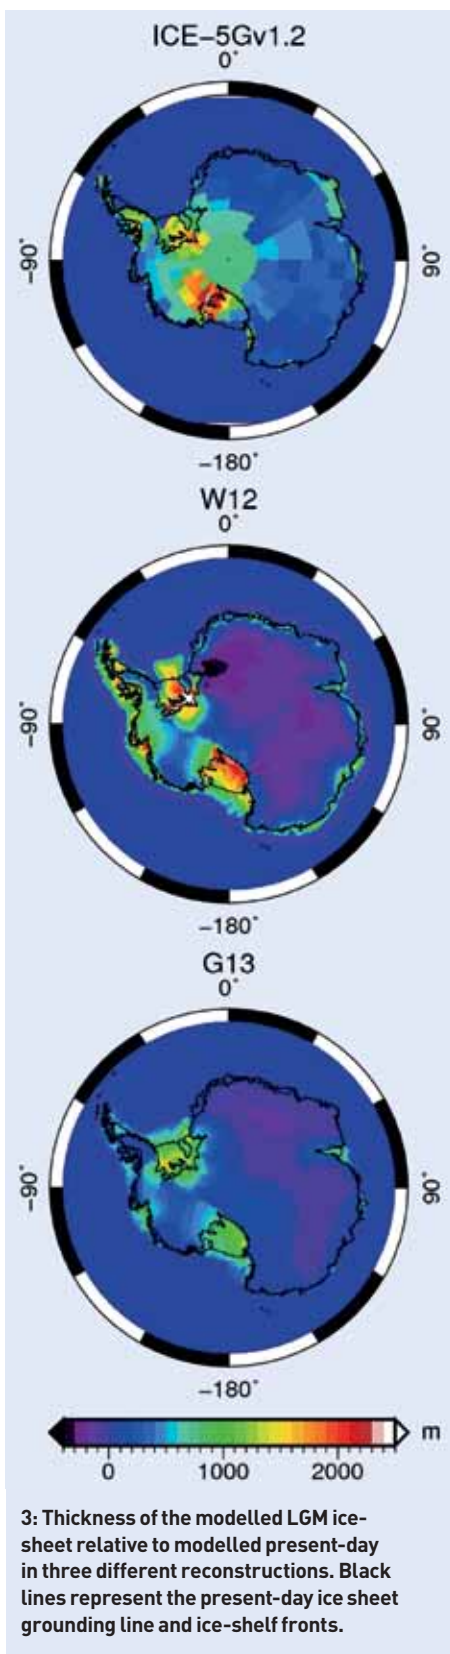 ICE–5Gv1.2
0˚
–90˚
90˚
–180˚
W12
0˚
–90˚
90˚
–180˚
G13
0˚
–90˚
90˚
–180˚
m
0 1000 2000
3: Thickness of the modelled LGM ice-
sheet relative to modelled present-day
in three different reconstructions. Black
lines represent the present-day ice sheet
grounding line and ice-shelf fronts.